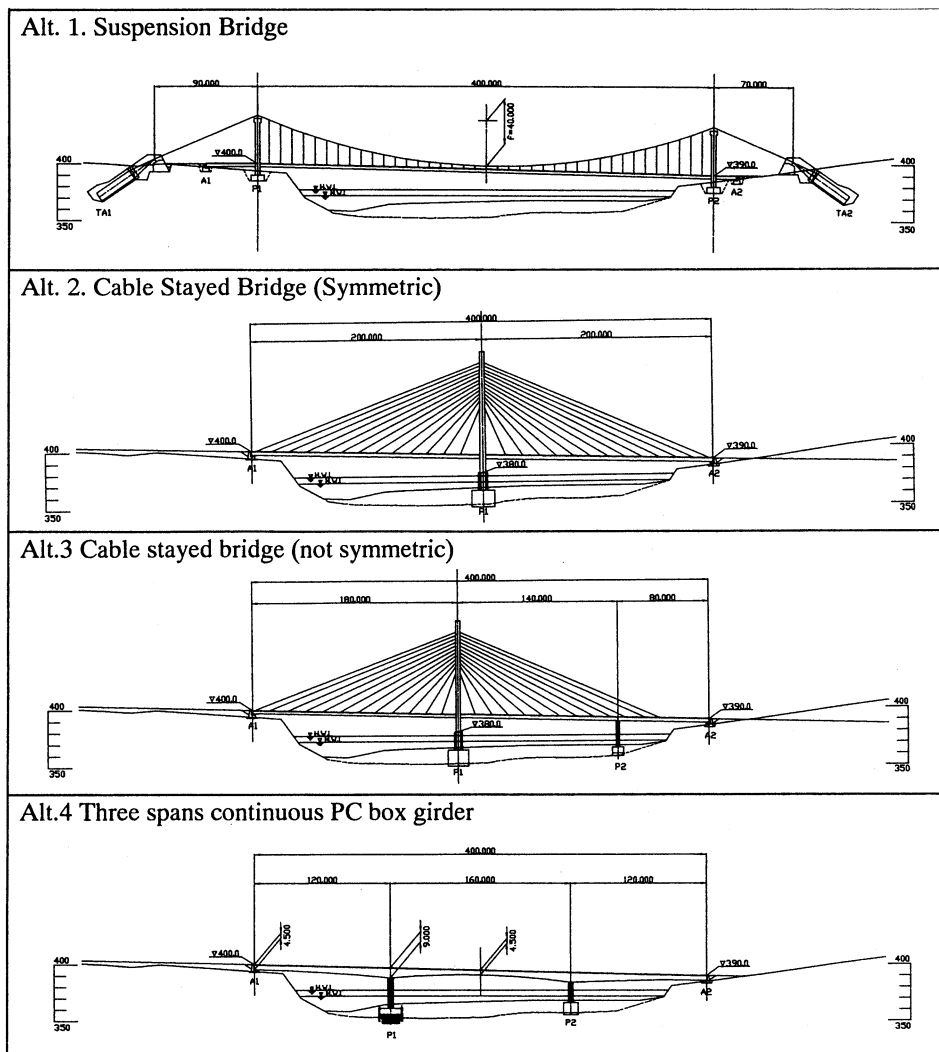 Alt. 1. Suspension Bridge
90.000 400.000 70.000
F=40.000
400 ▽400.0 ▽390.0 400
A1 P1 P2 A2
TA1 TA2
350 350
Alt. 2. Cable Stayed Bridge (Symmetric)
400.000
200.000 200.000
400 ▽400.0 ▽390.0 400
A1 ▽380.0 A2
350 P1 350
Alt.3 Cable stayed bridge (not symmetric)
400.000
180.000 140.000 80.000
400 ▽400.0 ▽390.0 400
A1 ▽380.0 A2
350 P1 P2 350
Alt.4 Three spans continuous PC box girder
400.000
120.000 160.000 120.000
4.500 9.000 4.500
400 ▽400.0 ▽390.0 400
A1 A2
350 P1 P2 350